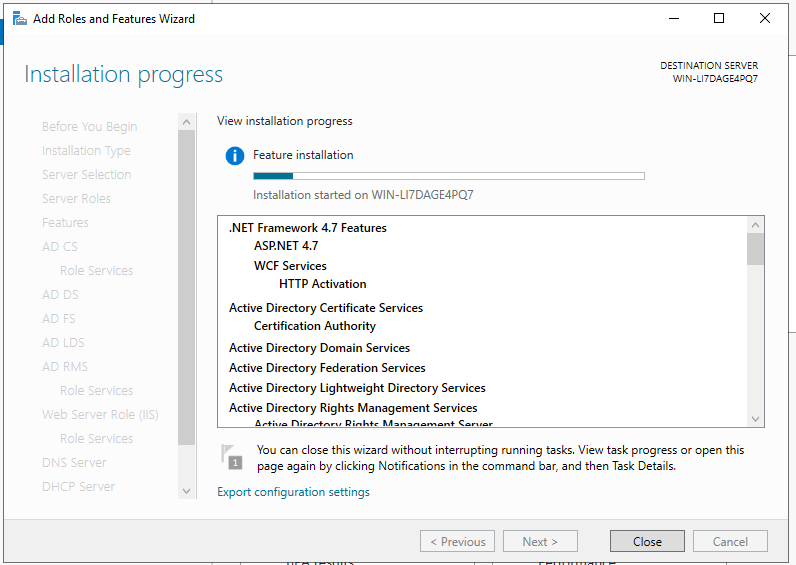 Add Roles and Features Wizard
Installation progress
DESTINATION SERVER
WIN-LI7DAGE4PQ7
Before You Begin
Installation Type
Server Selection
Server Roles
Features
AD CS
Role Services
AD DS
AD FS
AD LDS
AD RMS
Role Services
Web Server Role (IIS)
Role Services
DNS Server
DHCP Server
View installation progress
Feature installation
Installation started on WIN-LI7DAGE4PQ7
.NET Framework 4.7 Features
ASP.NET 4.7
WCF Services
HTTP Activation
Active Directory Certificate Services
Certification Authority
Active Directory Domain Services
Active Directory Federation Services
Active Directory Lightweight Directory Services
Active Directory Rights Management Services
Active Directory Rights Management Server
1
You can close this wizard without interrupting running tasks. View task progress or open this
page again by clicking Notifications in the command bar, and then Task Details.
Export configuration settings
< Previous
Next >
Close
Cancel
BPA results
Performance